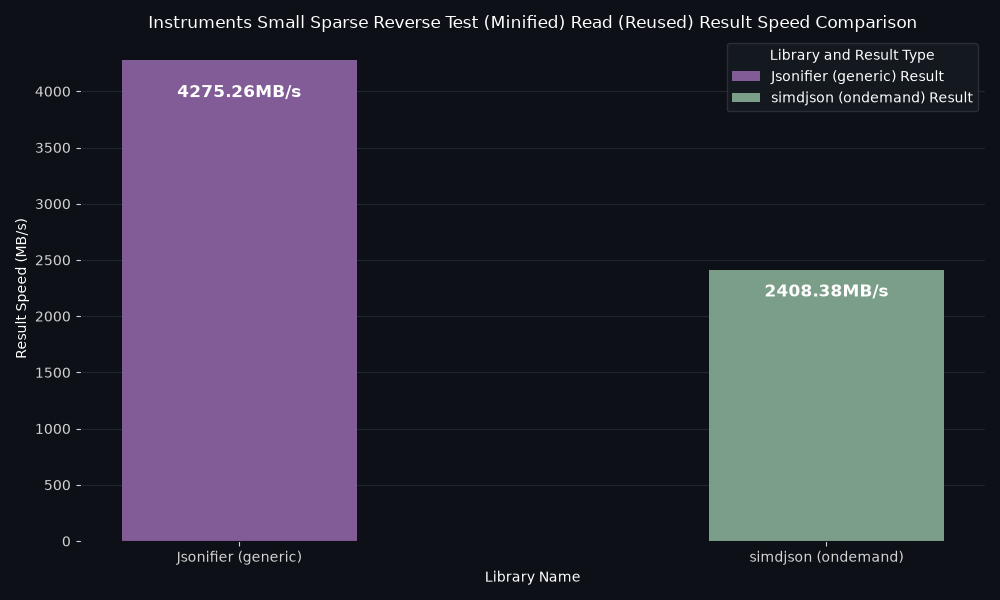 Instruments Small Sparse Reverse Test (Minified) Read (Reused) Result Speed Comparison
Library and Result Type
Jsonifier (generic) Result
simdjson (ondemand) Result
4275.26MB/s
2408.38MB/s
Result Speed (MB/s)
4000
3500
3000
2500
2000
1500
1000
500
0
Jsonifier (generic)
simdjson (ondemand)
Library Name